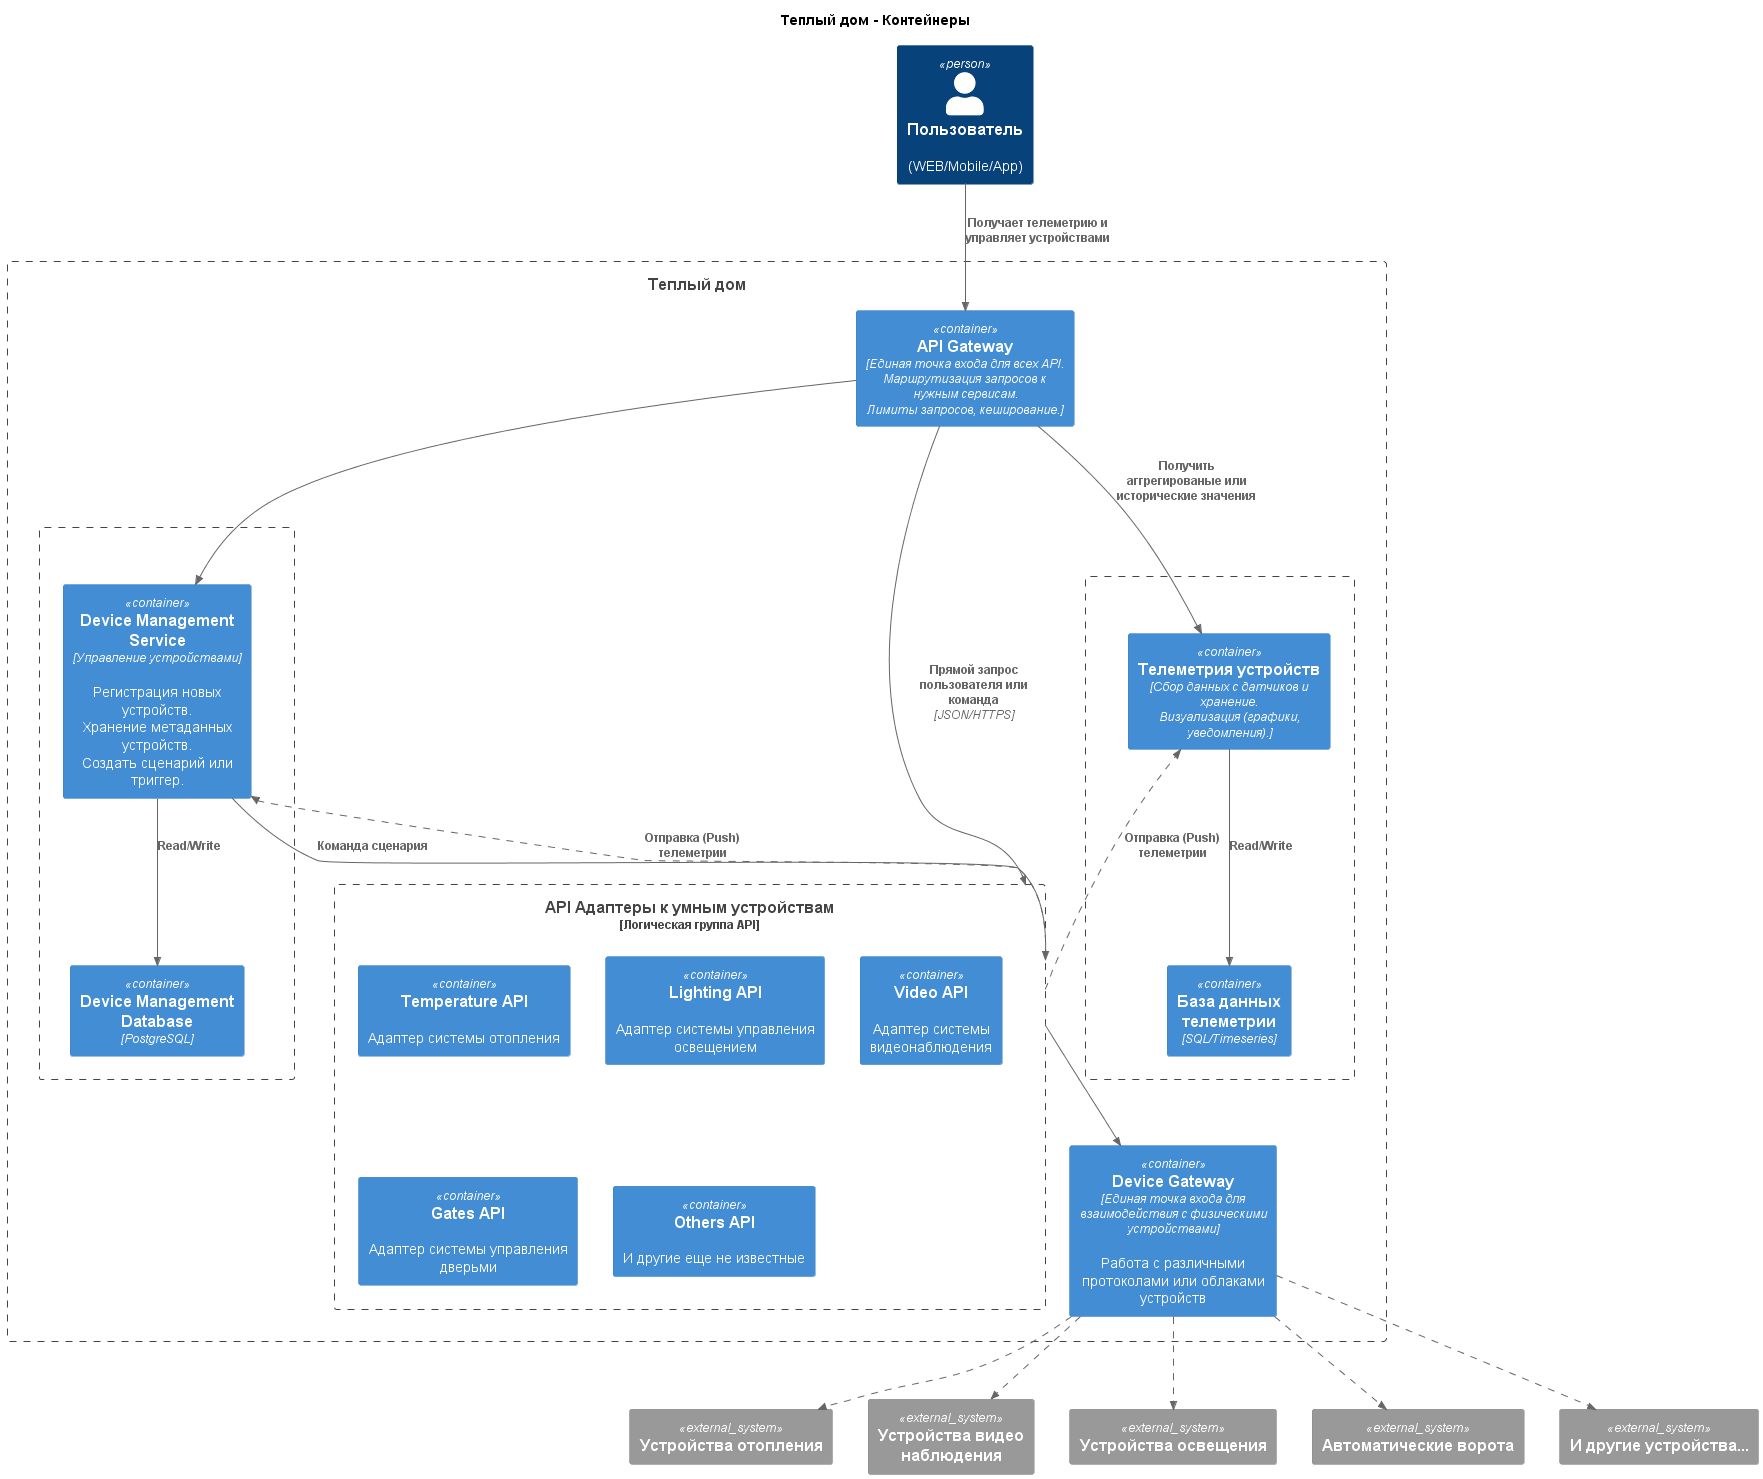 Теплый дом - Контейнеры
«person»
Пользователь
(WEB/Mobile/App)
Получает телеметрию и
управляет устройствами
Теплый дом
«container»
API Gateway
[Единая точка входа для всех API.
Маршрутизация запросов к
нужным сервисам.
Лимиты запросов, кеширование.]
Получить
аггрегированые или
исторические значения
«container»
Device Management
Service
[Управление устройствами]
Регистрация новых
устройств.
Хранение метаданных
устройств.
Создать сценарий или
триггер.
Прямой запрос
пользователя или
команда
[JSON/HTTPS]
«container»
Телеметрия устройств
[Сбор данных с датчиков и
хранение.
Визуализация (графики,
уведомления).]
Read/Write
Команда сценария
Отправка (Push)
телеметрии
Отправка (Push)
телеметрии
Read/Write
API Адаптеры к умным устройствам
[Логическая группа API]
«container»
Device Management
Database
[PostgreSQL]
«container»
Temperature API
Адаптер системы отопления
«container»
Lighting API
Адаптер системы управления
освещением
«container»
Video API
Адаптер системы
видеонаблюдения
«container»
База данных
телеметрии
[SQL/Timeseries]
«container»
Gates API
Адаптер системы управления
дверьми
«container»
Others API
И другие еще не известные
«container»
Device Gateway
[Единая точка входа для
взаимодействия с физическими
устройствами]
Работа с различными
протоколами или облаками
устройств
«external_system»
Устройства отопления
«external_system»
Устройства видео
наблюдения
«external_system»
Устройства освещения
«external_system»
Автоматические ворота
«external_system»
И другие устройства...